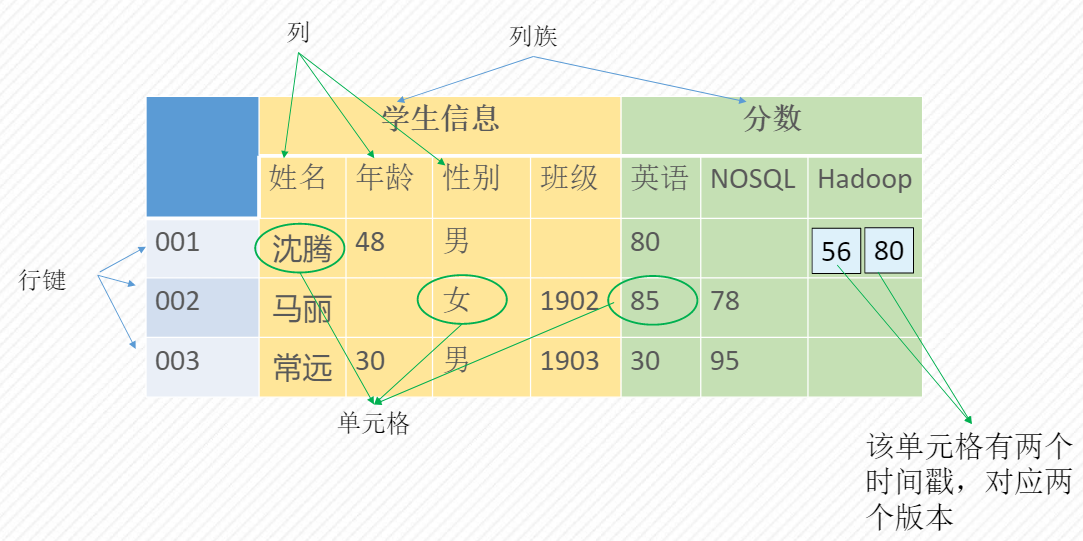 列 列族
学生信息 分数
姓名 年龄 性别 班级 英语 NOSQL Hadoop
001 沈腾 48 男 80 56 80
行键
002 马丽 女 1902 85 78
003 常远 30 男 1903 30 95
单元格
该单元格有两个
时间戳，对应两
个版本